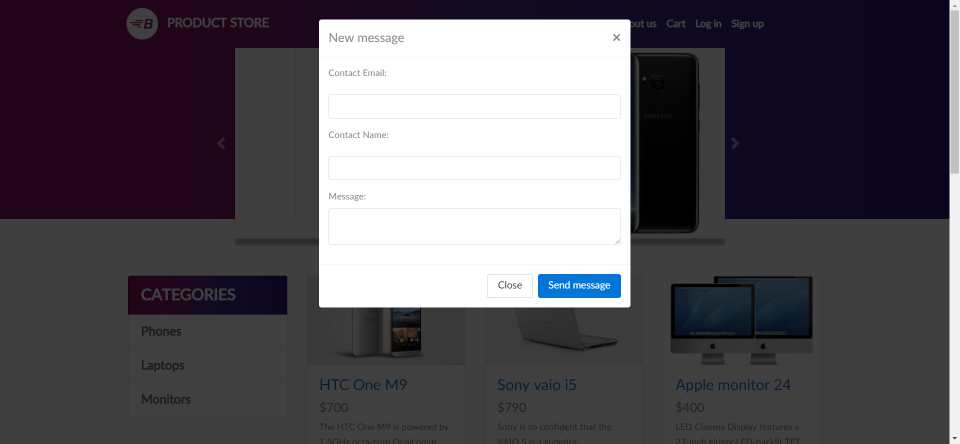 B
PRODUCT STORE
out us Cart Log in Sign up
New message
×
Contact Email:
Contact Name:
Message:
Close Send message
SAMSUNG
CATEGORIES
Phones
Laptops
Monitors
HTC One M9
$700
The HTC One M9 is powered by
1.5GHz octa-core Qualcomm
Sony vaio i5
$790
Sony is so confident that the
VAIO S is a superior
Apple monitor 24
$400
LED Cinema Display features a
27-inch glossy LED-backlit TFT